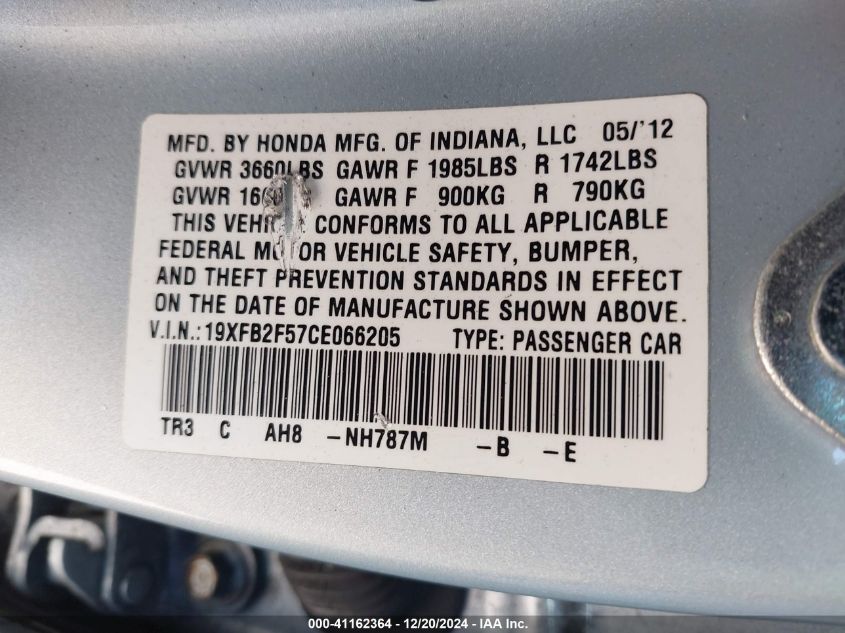 MFD. BY HONDA MFG. OF INDIANA, LLC 05/'12
GVWR 3660LBS GAWR F 1985LBS R 1742LBS
GVWR GAWR F 900KG R 790KG
THIS CONFORMS TO ALL APPLICABLE
FEDERAL MOTOR VEHICLE SAFETY, BUMPER,
AND THEFT PREVENTION STANDARDS IN EFFECT
ON THE DATE OF MANUFACTURE SHOWN ABOVE.
V.I.N.:19XFB2F57CE066205 TYPE: PASSENGER CAR
TR3 C AH8 -NH787M -B -E
000-41162364 - 12/20/2024 - IAA Inc.